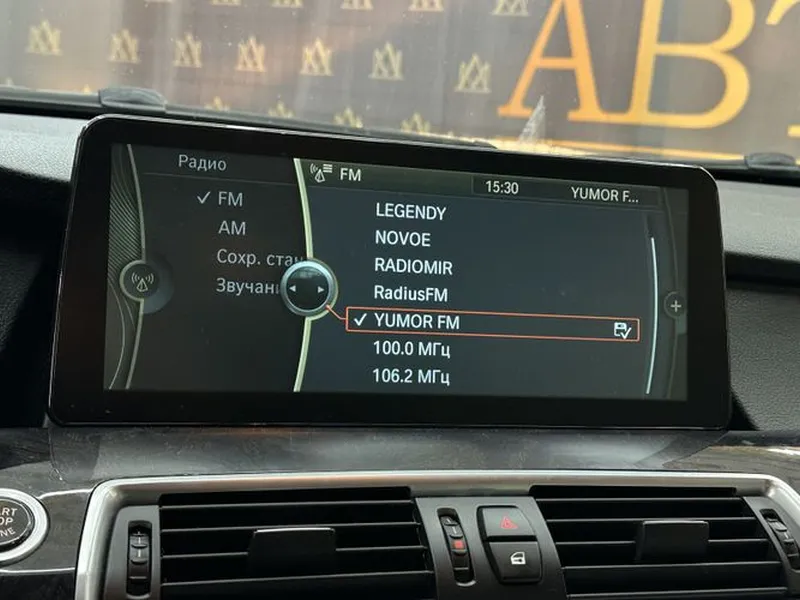 АВТ
Радио
FM
AM
Сохр. стан
Звучани
FM
15:30
YUMOR F...
LEGENDY
NOVOE
RADIOMIR
RadiusFM
YUMOR FM
100.0 МГц
106.2 МГц